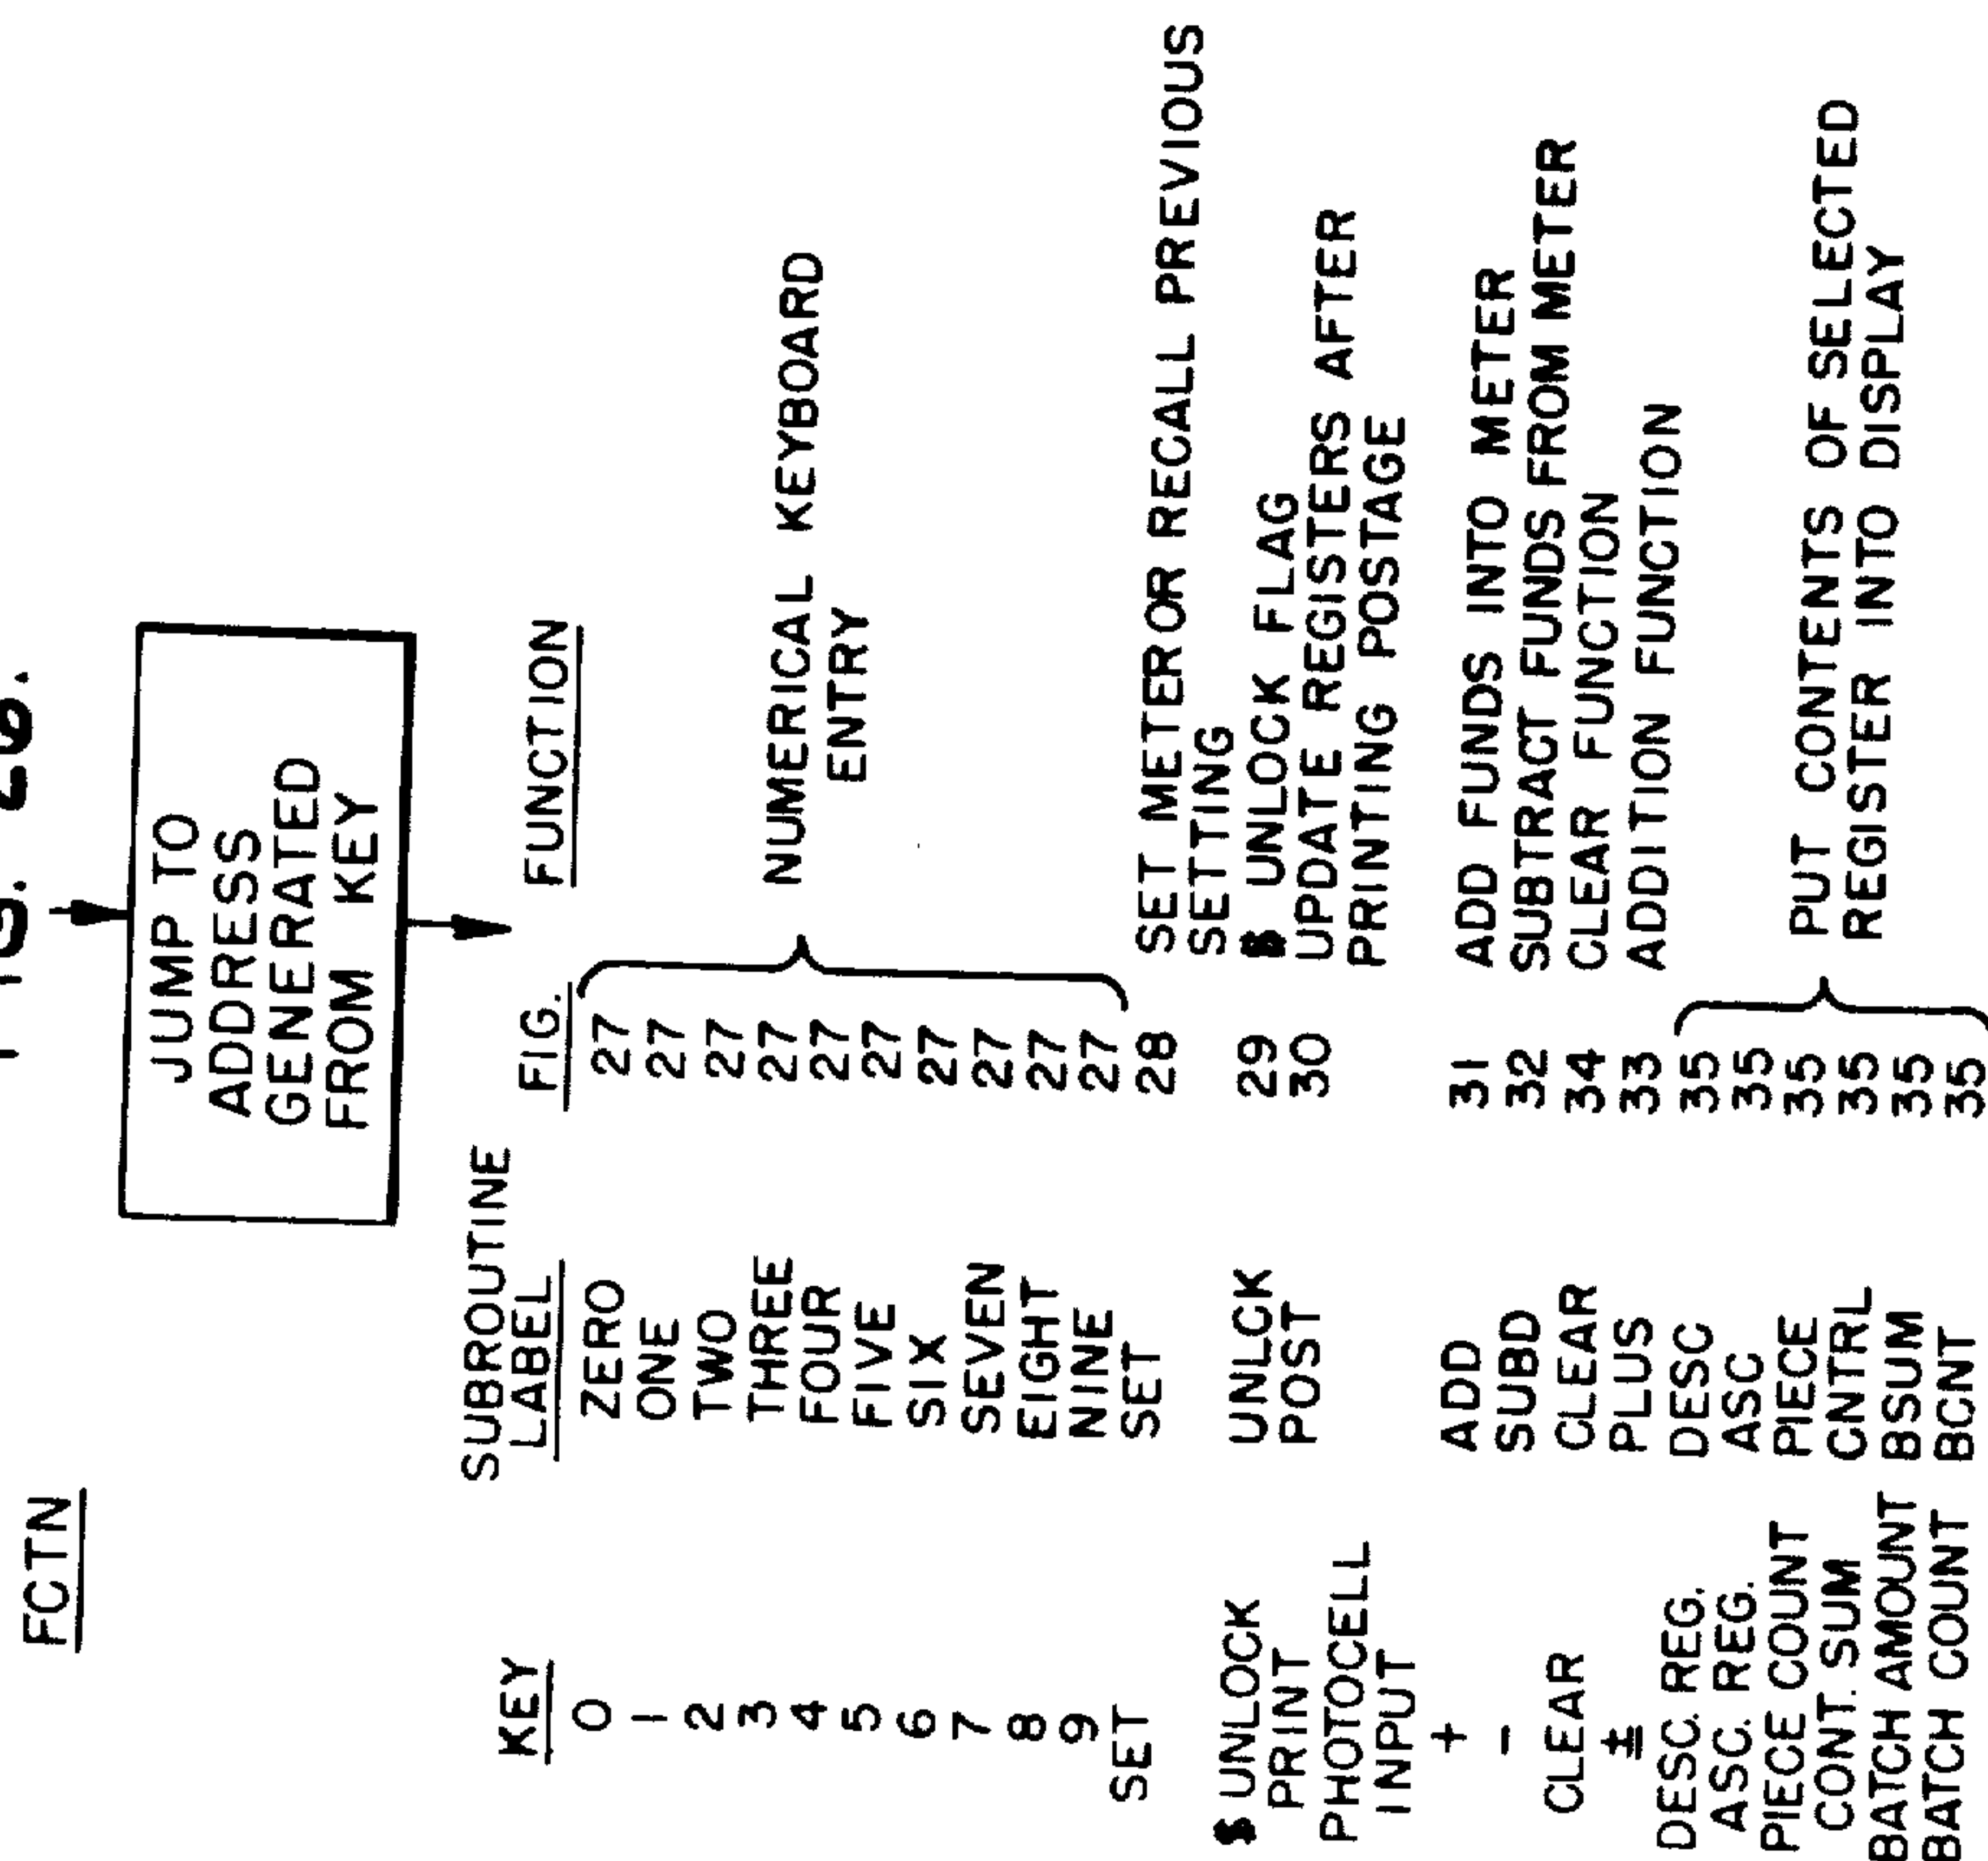 FIG. 26.
FCTN
JUMP TO
ADDRESS
GENERATED
FROM KEY
KEY SUBROUTINE LABEL FIG. FUNCTION
0 ZERO 27
1 ONE 27
2 TWO 27
3 THREE 27
4 FOUR 27 NUMERICAL KEYBOARD
5 FIVE 27 ENTRY
6 SIX 27
7 SEVEN 27
8 EIGHT 27
9 NINE 27
SET SET 28 SET METER OR RECALL PREVIOUS
SETTING
$ UNLOCK UNLCK 29 $ UNLOCK FLAG
PRINT POST 30 UPDATE REGISTERS AFTER
PHOTOCELL PRINTING POSTAGE
INPUT
+ ADD 31 ADD FUNDS INTO METER
- SUBD 32 SUBTRACT FUNDS FROM METER
CLEAR CLEAR 34 CLEAR FUNCTION
± PLUS 33 ADDITION FUNCTION
DESC. REG. DESC 35
ASC. REG. ASC 35
PIECE COUNT PIECE 35 PUT CONTENTS OF SELECTED
CONT. SUM CNTRL 35 REGISTER INTO DISPLAY
BATCH AMOUNT BSUM 35
BATCH COUNT BCNT 35